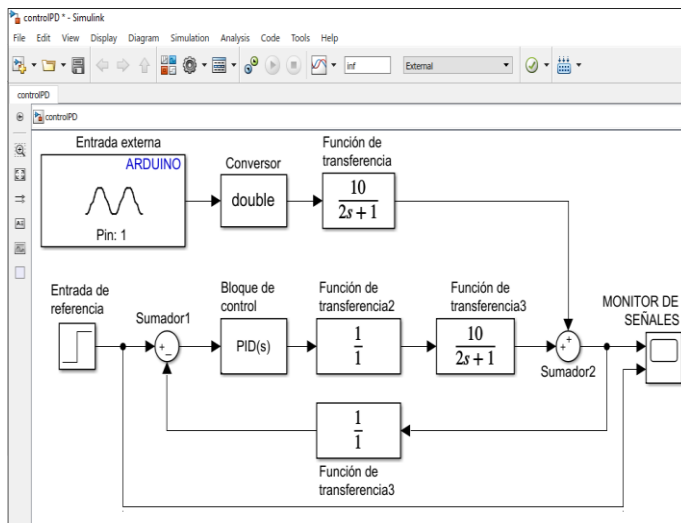 controlPD * - Simulink
File Edit View Display Diagram Simulation Analysis Code Tools Help
inf
External
controlPD
controlPD
Entrada externa
ARDUINO
Pin: 1
Conversor
double
Función de
transferencia
10
2s + 1
Entrada de
referencia
Sumador1
+
−
Bloque de
control
PID(s)
Función de
transferencia2
1
1
Función de
transferencia3
10
2s + 1
+ +
Sumador2
MONITOR DE
SEÑALES
1
1
Función de
transferencia3